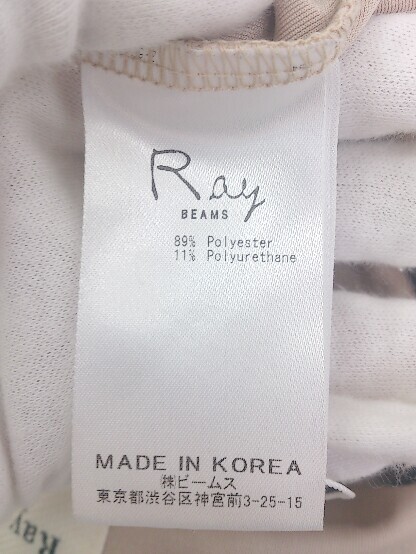 Ray
BEAMS
89% Polyester
11% Polyurethane
MADE IN KOREA
㈱ビームス
東京都渋谷区神宮前3-25-15
Ray